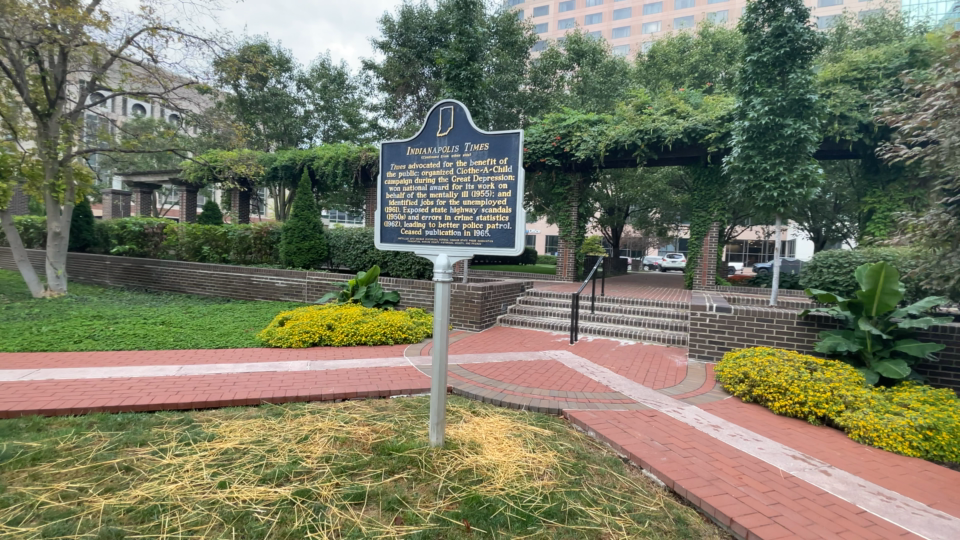 Indianapolis Times
Times advocated for the benefit of
the public: organized Clothe-A-Child
campaign during the Great Depression;
won national award for its work on
behalf of the mentally ill (1955); and
identified jobs for the unemployed
(1961). Exposed state highway scandals
(1950s) and errors in crime statistics
(1962), leading to better police patrol.
Ceased publication in 1965.